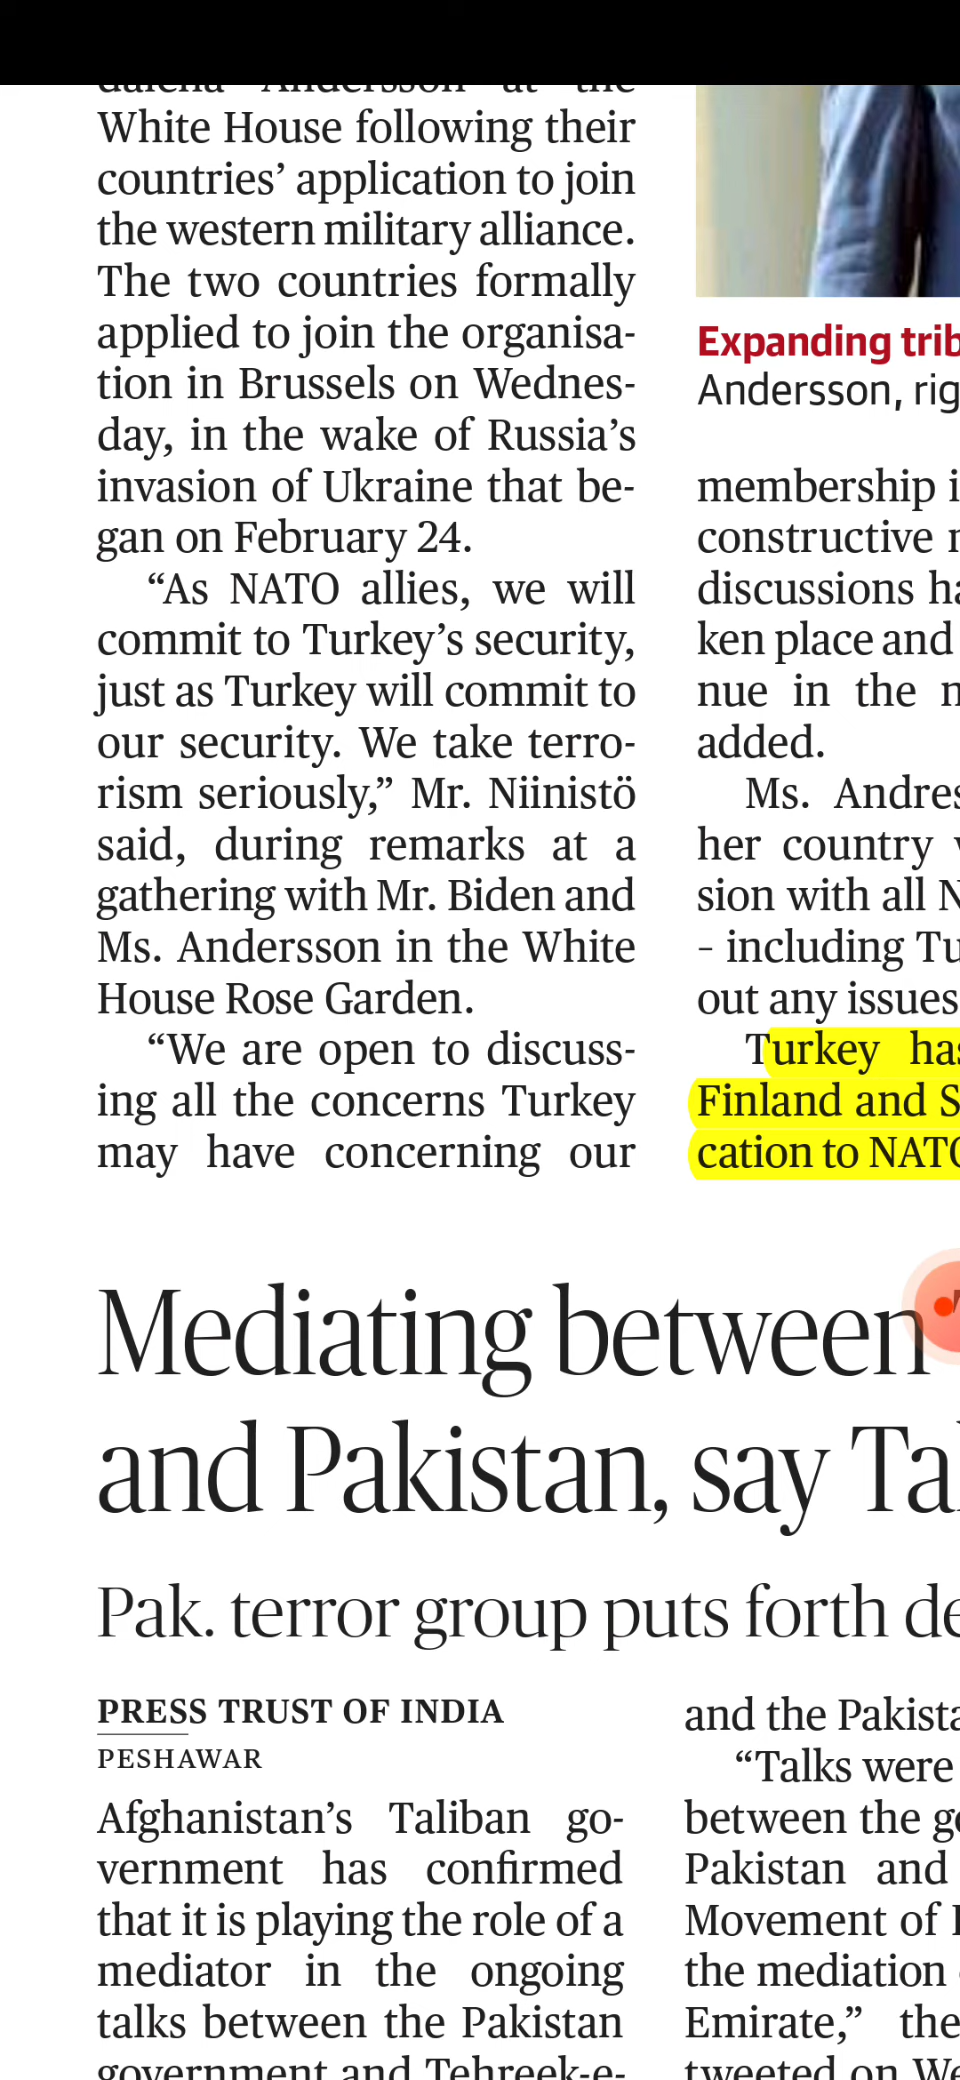 White House following their
countries’ application to join
the western military alliance.
The two countries formally
applied to join the organisa-
tion in Brussels on Wednes-
day, in the wake of Russia’s
invasion of Ukraine that be-
gan on February 24.
“As NATO allies, we will
commit to Turkey’s security,
just as Turkey will commit to
our security. We take terro-
rism seriously,” Mr. Niinistö
said, during remarks at a
gathering with Mr. Biden and
Ms. Andersson in the White
House Rose Garden.
“We are open to discuss-
ing all the concerns Turkey
may have concerning our
Expanding trib
Andersson, rig
membership i
constructive
discussions ha
ken place and
nue in the
added.
Ms. Andres
her country
sion with all N
- including Tu
out any issues
Turkey has
Finland and S
cation to NATO
Mediating between
and Pakistan, say Tal
Pak. terror group puts forth de
PRESS TRUST OF INDIA
PESHAWAR
Afghanistan’s Taliban go-
vernment has confirmed
that it is playing the role of a
mediator in the ongoing
talks between the Pakistan
government and Tehreek-e-
and the Pakista
“Talks were
between the go
Pakistan and
Movement of
the mediation
Emirate,” the
tweeted on We